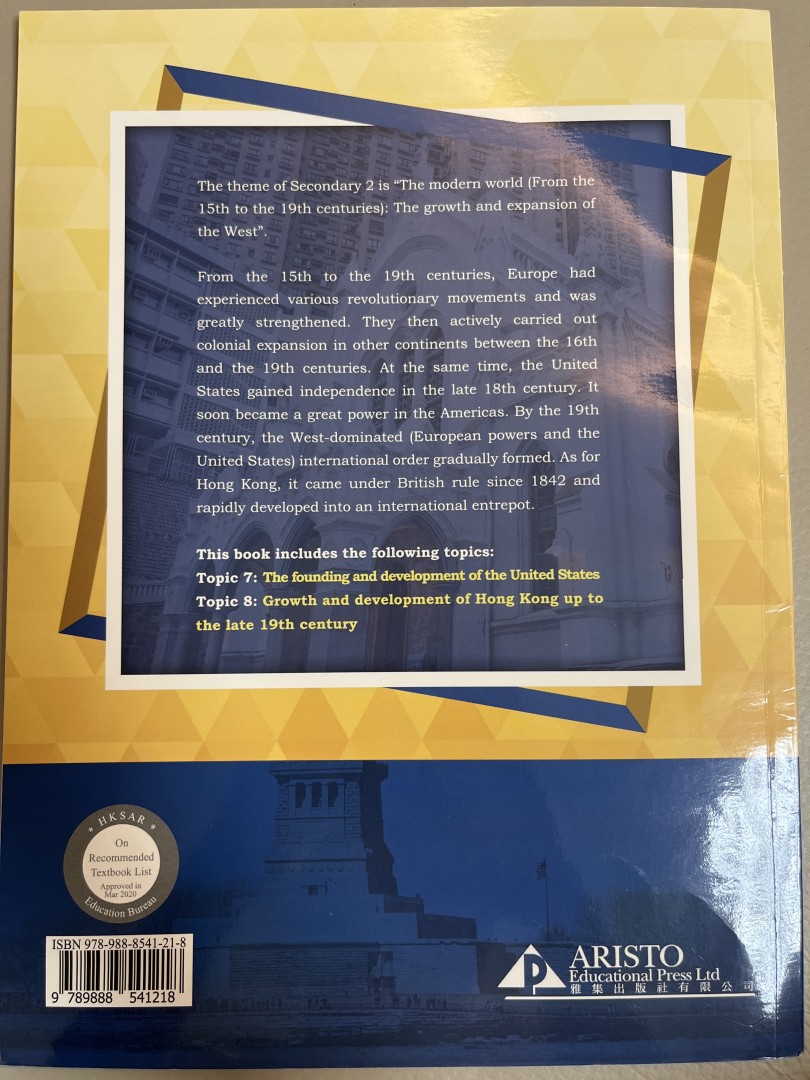 The theme of Secondary 2 is “The modern world (From the
15th to the 19th centuries): The growth and expansion of
the West”.
From the 15th to the 19th centuries, Europe had
experienced various revolutionary movements and was
greatly strengthened. They then actively carried out
colonial expansion in other continents between the 16th
and the 19th centuries. At the same time, the United
States gained independence in the late 18th century. It
soon became a great power in the Americas. By the 19th
century, the West-dominated (European powers and the
United States) international order gradually formed. As for
Hong Kong, it came under British rule since 1842 and
rapidly developed into an international entrepot.
This book includes the following topics:
Topic 7: The founding and development of the United States
Topic 8: Growth and development of Hong Kong up to
the late 19th century
* HKSAR *
On
Recommended
Textbook List
Approved in
Mar 2020
Education Bureau
ISBN 978-988-8541-21-8
9 789888 541218
ARISTO
Educational Press Ltd
雅集出版社有限公司